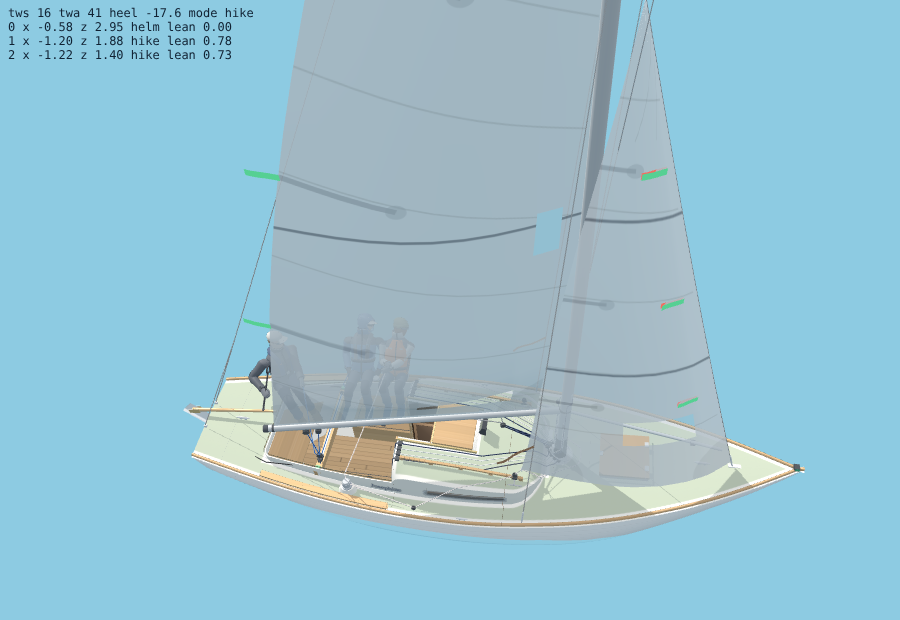 tws 16 twa 41 heel -17.6 mode hike
0 x -0.58 z 2.95 helm lean 0.00
1 x -1.20 z 1.88 hike lean 0.78
2 x -1.22 z 1.40 hike lean 0.73